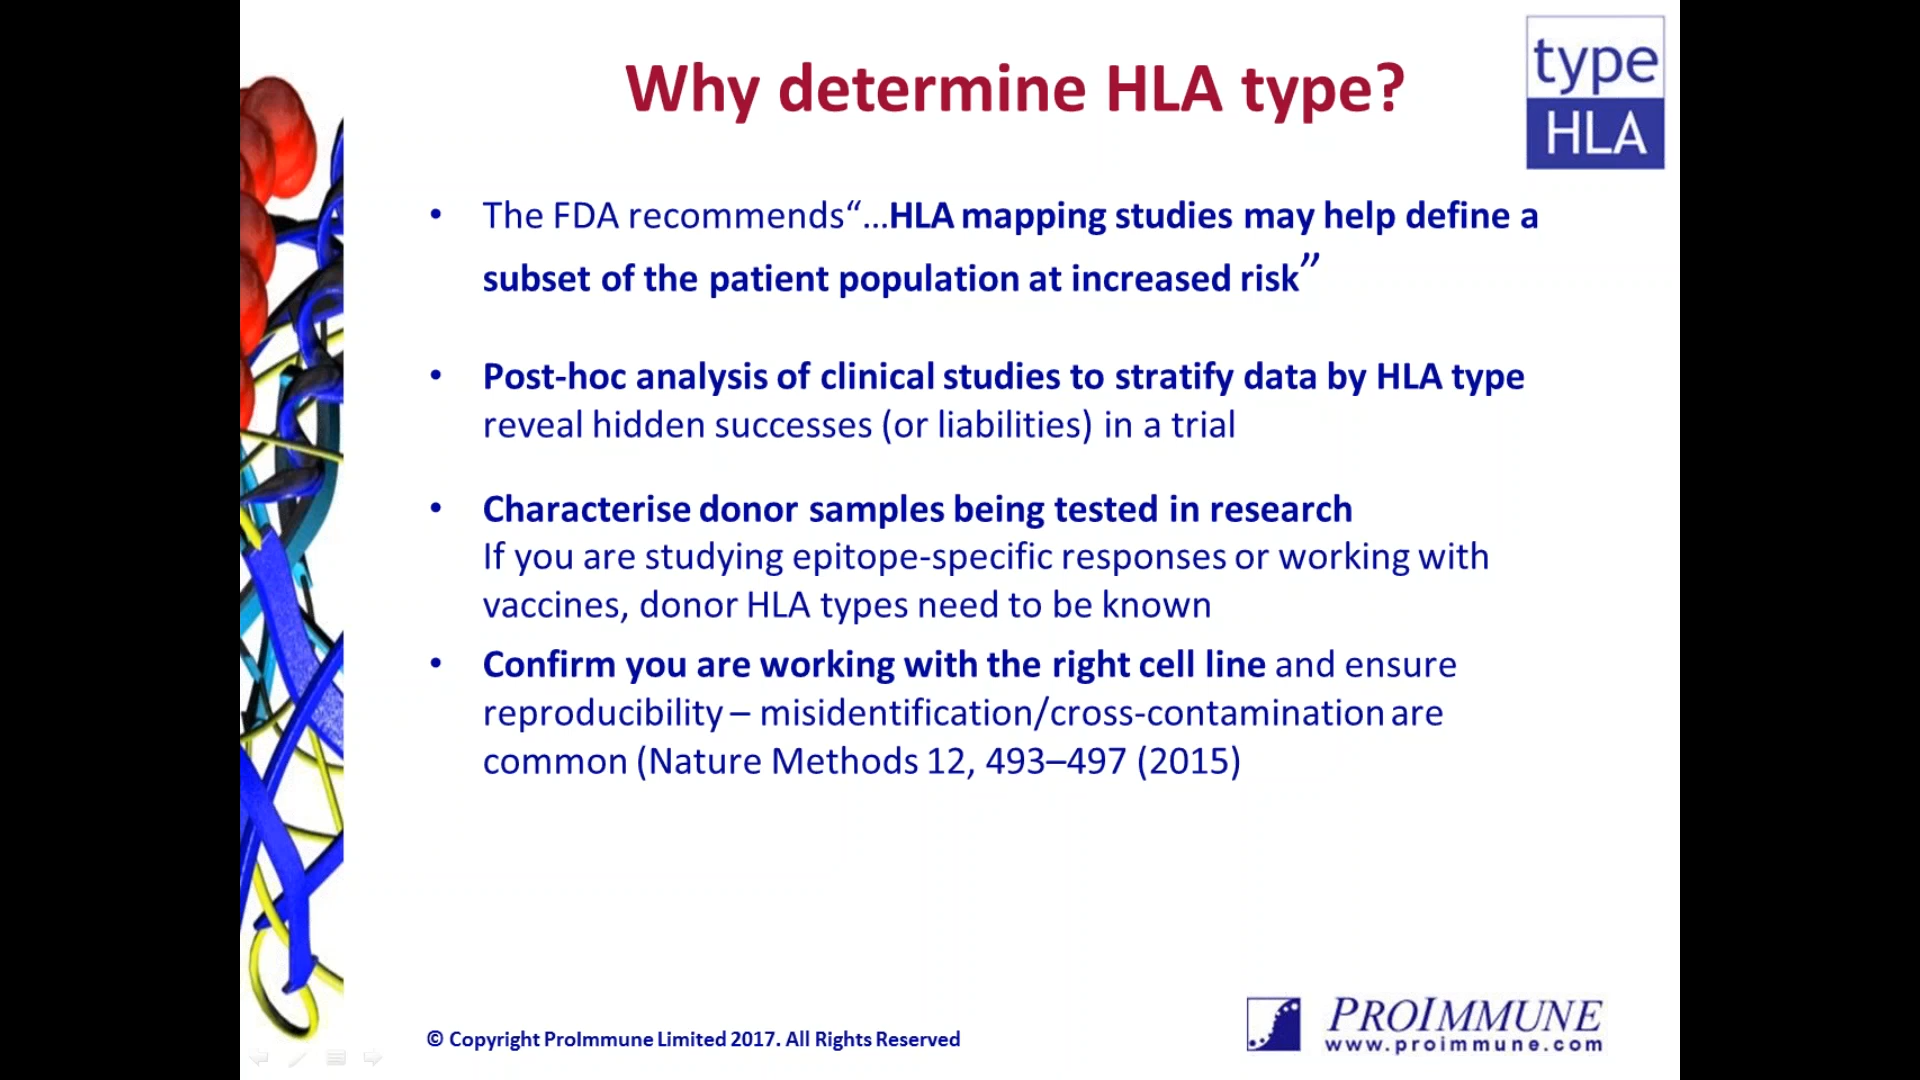 Why determine HLA type?
type
HLA
• The FDA recommends“...HLA mapping studies may help define a
subset of the patient population at increased risk”
• Post-hoc analysis of clinical studies to stratify data by HLA type
reveal hidden successes (or liabilities) in a trial
• Characterise donor samples being tested in research
If you are studying epitope-specific responses or working with
vaccines, donor HLA types need to be known
• Confirm you are working with the right cell line and ensure
reproducibility – misidentification/cross-contamination are
common (Nature Methods 12, 493–497 (2015)
© Copyright ProImmune Limited 2017. All Rights Reserved
PROIMMUNE
www.proimmune.com